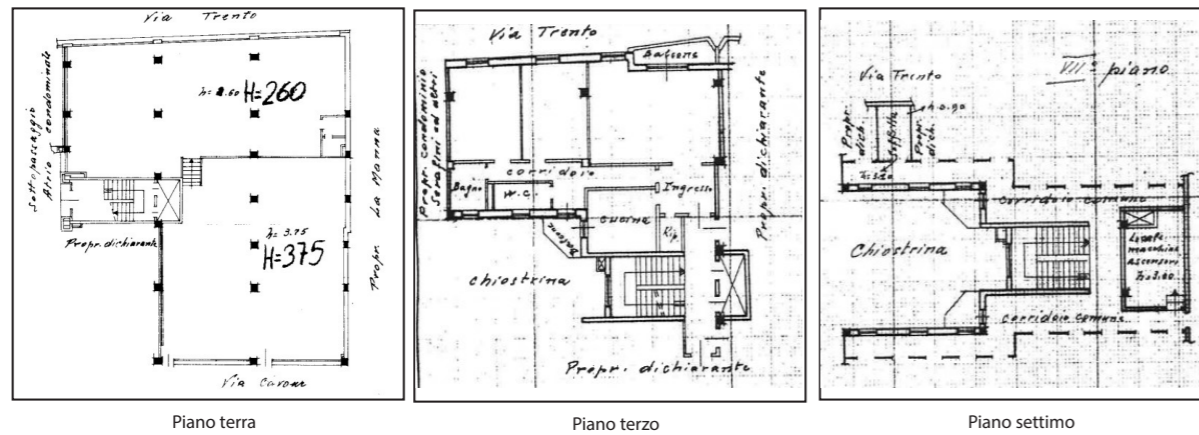 Via Trento
Sottopassaggio
Atrio condominiale
h= 2.60 H=260
Propr. La Manna
Propr. dichiarante
h= 3.75
H=375
Via Cavour
Piano terra
Via Trento
Balcone
Propr. condominio
Serafini ed altri
corridoio
Bagno
W.C.
Ingresso
cucina
Rip.
balcone
chiostrina
Propr. dichiarante
Propr. dichiarante
Piano terzo
VII° piano
Via Trento
h=0.90
Propr.
dich.
Soffitta
Propr.
dich.
corridoio comune
Chiostrina
Locale
macchine
ascensori
h=3.00
corridoio comune
Piano settimo